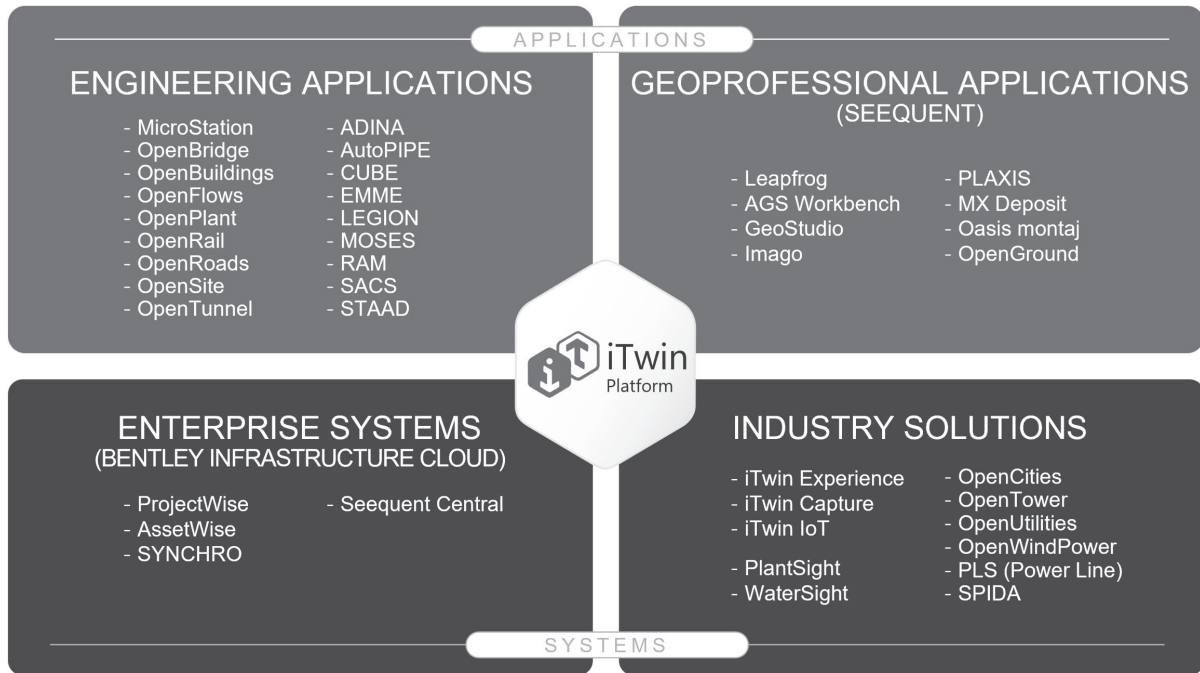 APPLICATIONS
ENGINEERING APPLICATIONS
- MicroStation
- OpenBridge
- OpenBuildings
- OpenFlows
- OpenPlant
- OpenRail
- OpenRoads
- OpenSite
- OpenTunnel
- ADINA
- AutoPIPE
- CUBE
- EMME
- LEGION
- MOSES
- RAM
- SACS
- STAAD
GEOPROFESSIONAL APPLICATIONS
(SEEQUENT)
- Leapfrog
- AGS Workbench
- GeoStudio
- Imago
- PLAXIS
- MX Deposit
- Oasis montaj
- OpenGround
iTwin
Platform
ENTERPRISE SYSTEMS
(BENTLEY INFRASTRUCTURE CLOUD)
- ProjectWise
- AssetWise
- SYNCHRO
- Seequent Central
INDUSTRY SOLUTIONS
- iTwin Experience
- iTwin Capture
- iTwin IoT
- PlantSight
- WaterSight
- OpenCities
- OpenTower
- OpenUtilities
- OpenWindPower
- PLS (Power Line)
- SPIDA
SYSTEMS